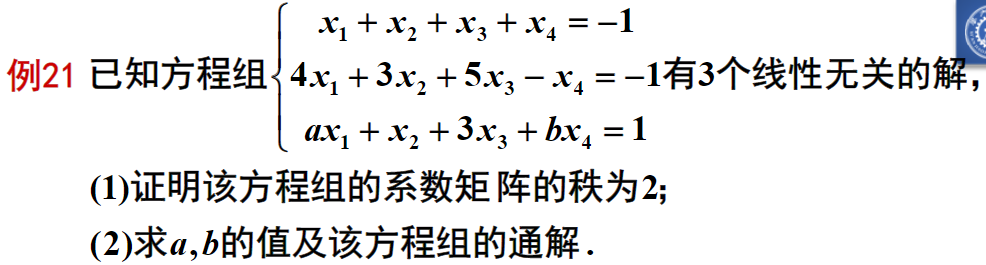 x₁ + x₂ + x₃ + x₄ = −1
例21 已知方程组{4x₁ + 3x₂ + 5x₃ − x₄ = −1有3个线性无关的解,
ax₁ + x₂ + 3x₃ + bx₄ = 1
(1)证明该方程组的系数矩阵的秩为2;
(2)求a,b的值及该方程组的通解.